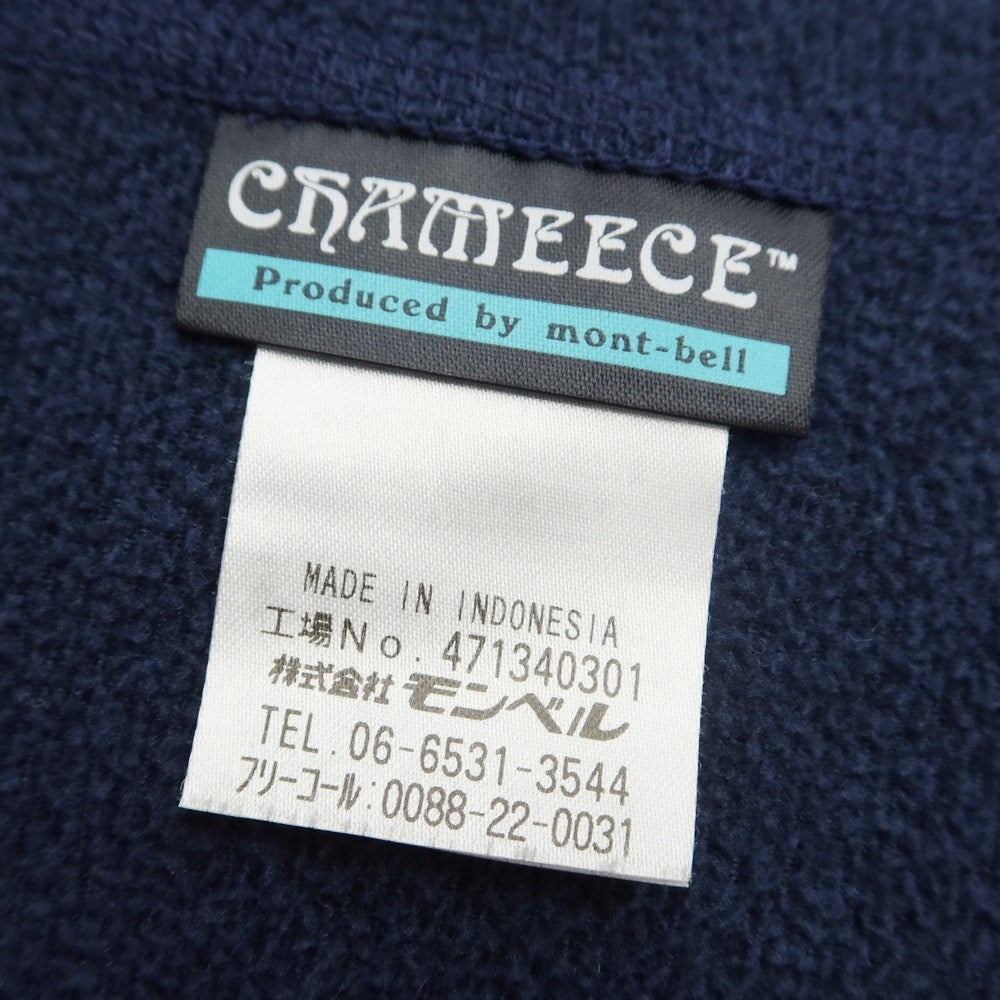 CHAMEECE™
Produced by mont-bell
MADE IN INDONESIA
工場No. 471340301
株式会社 モンベル
TEL. 06-6531-3544
フリーコール:0088-22-0031